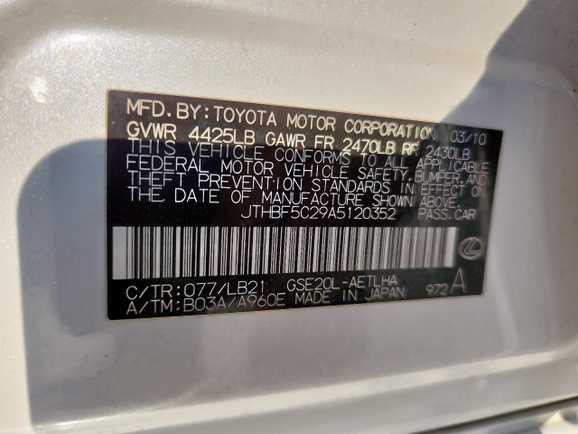 MFD. BY: TOYOTA MOTOR CORPORATION 03/10
GVWR 4425LB GAWR FR 2470LB RR 2430LB
THIS VEHICLE CONFORMS TO ALL APPLICABLE
FEDERAL MOTOR VEHICLE SAFETY, BUMPER, AND
THEFT PREVENTION STANDARDS IN EFFECT ON
THE DATE OF MANUFACTURE SHOWN ABOVE.
JTHBF5C29A5120352 PASS.CAR
C/TR: 077/LB21 GSE20L-AETLHA
A/TM: B03A/A960E MADE IN JAPAN 972 A